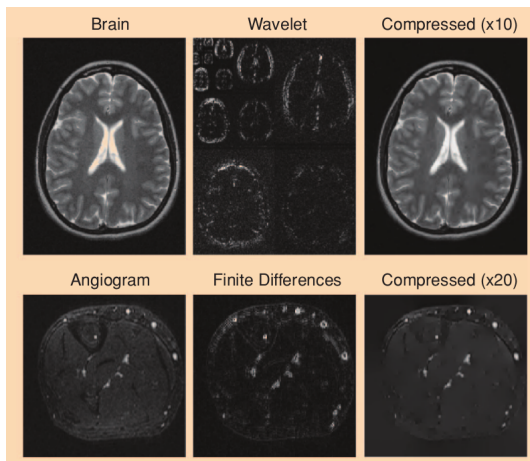 Brain
Wavelet
Compressed (x10)
Angiogram
Finite Differences
Compressed (x20)